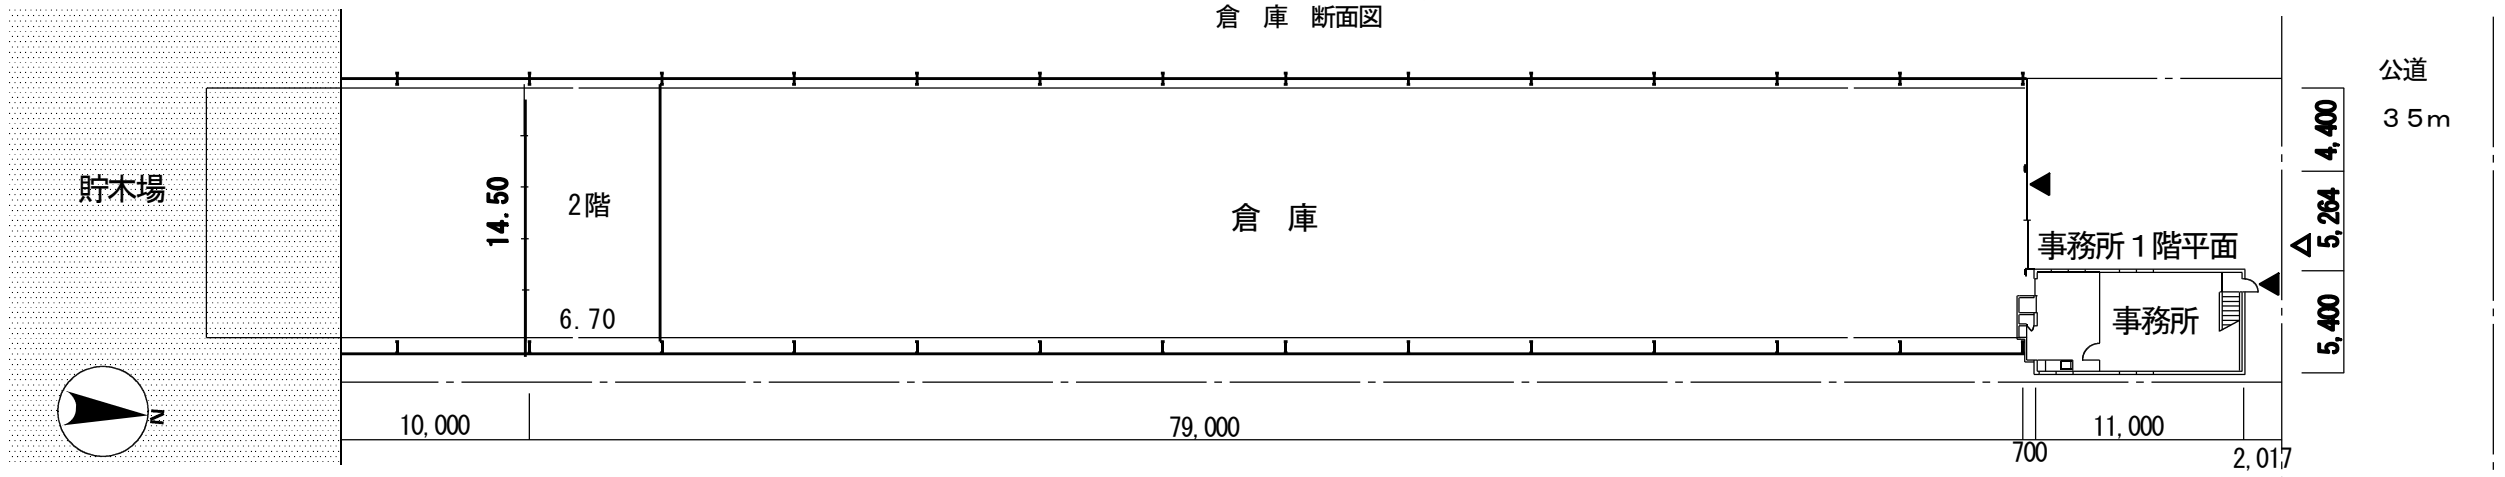 倉　庫　断面図
公道
３５ｍ
貯木場
14.50
2階
6.70
倉　庫
事務所１階平面
事務所
4,400
5,264
5,400
N
10,000
79,000
700
11,000
2,017